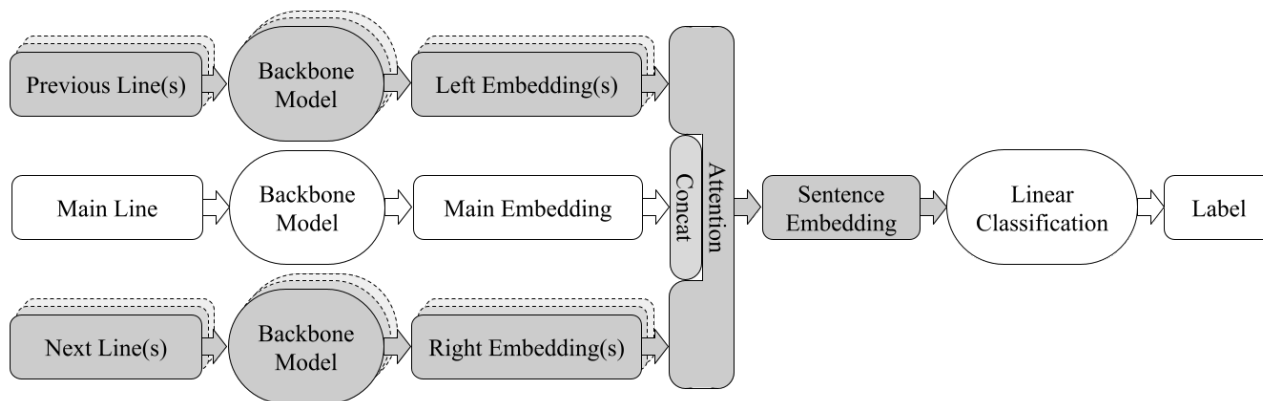 Previous Line(s)
Backbone
Model
Left Embedding(s)
Main Line
Backbone
Model
Main Embedding
Concat
Attention
Sentence
Embedding
Linear
Classification
Label
Next Line(s)
Backbone
Model
Right Embedding(s)